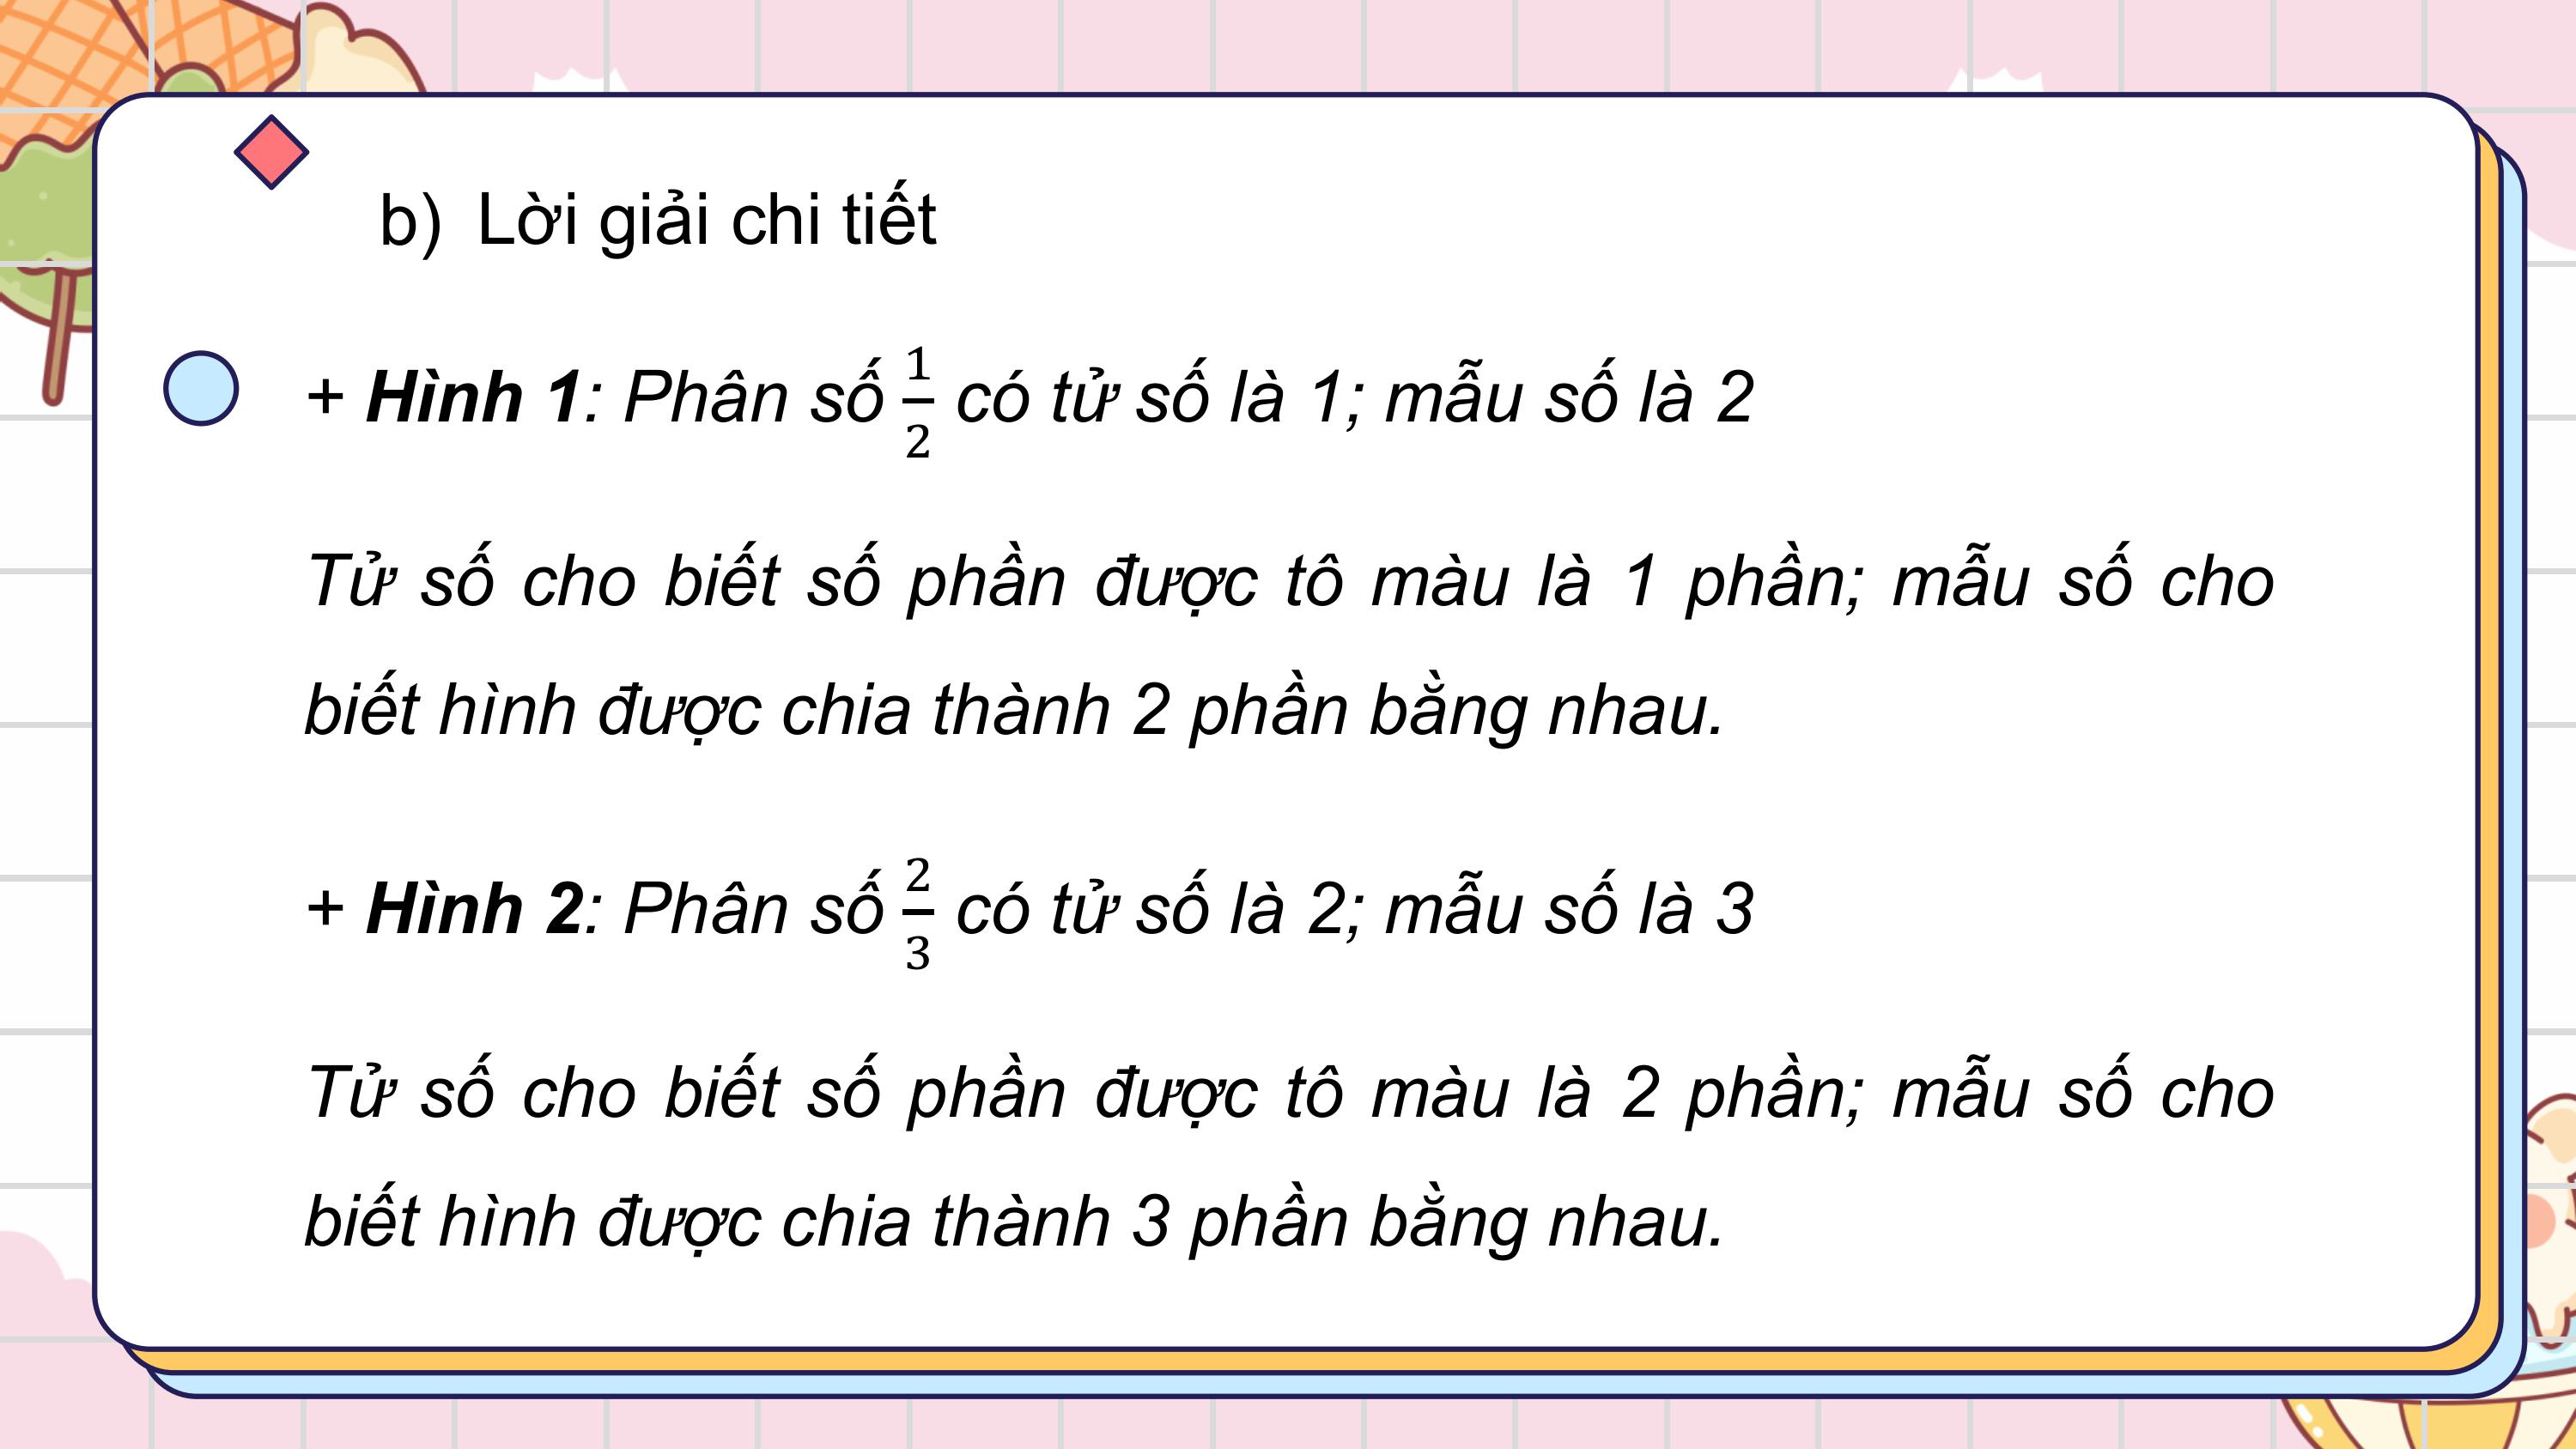 b) Lời giải chi tiết
+ Hình 1: Phân số 1/2 có tử số là 1; mẫu số là 2
Tử số cho biết số phần được tô màu là 1 phần; mẫu số cho
biết hình được chia thành 2 phần bằng nhau.
+ Hình 2: Phân số 2/3 có tử số là 2; mẫu số là 3
Tử số cho biết số phần được tô màu là 2 phần; mẫu số cho
biết hình được chia thành 3 phần bằng nhau.